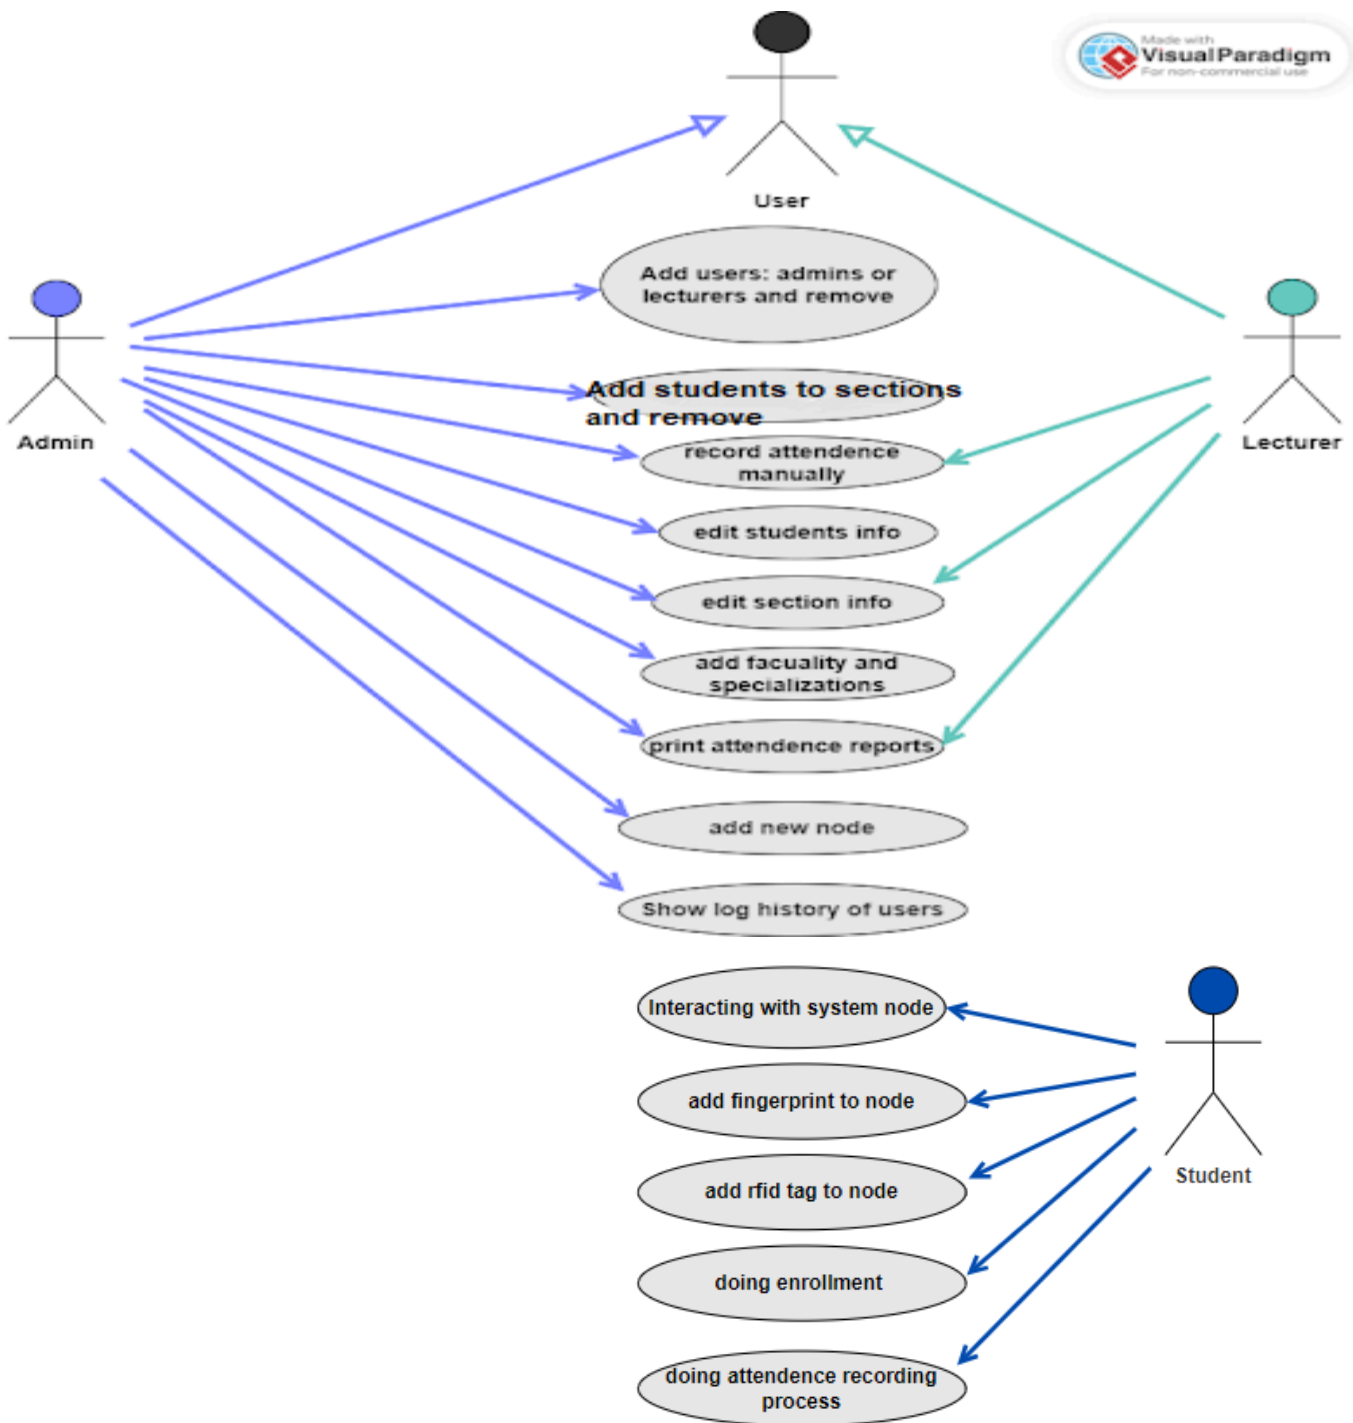 Made with
Visual Paradigm
For non-commercial use
User
Add users: admins or
lecturers and remove
Admin
Lecturer
Add students to sections
and remove
record attendence
manually
edit students info
edit section info
add facuality and
specializations
print attendence reports
add new node
Show log history of users
Interacting with system node
add fingerprint to node
add rfid tag to node
Student
doing enrollment
doing attendence recording
process